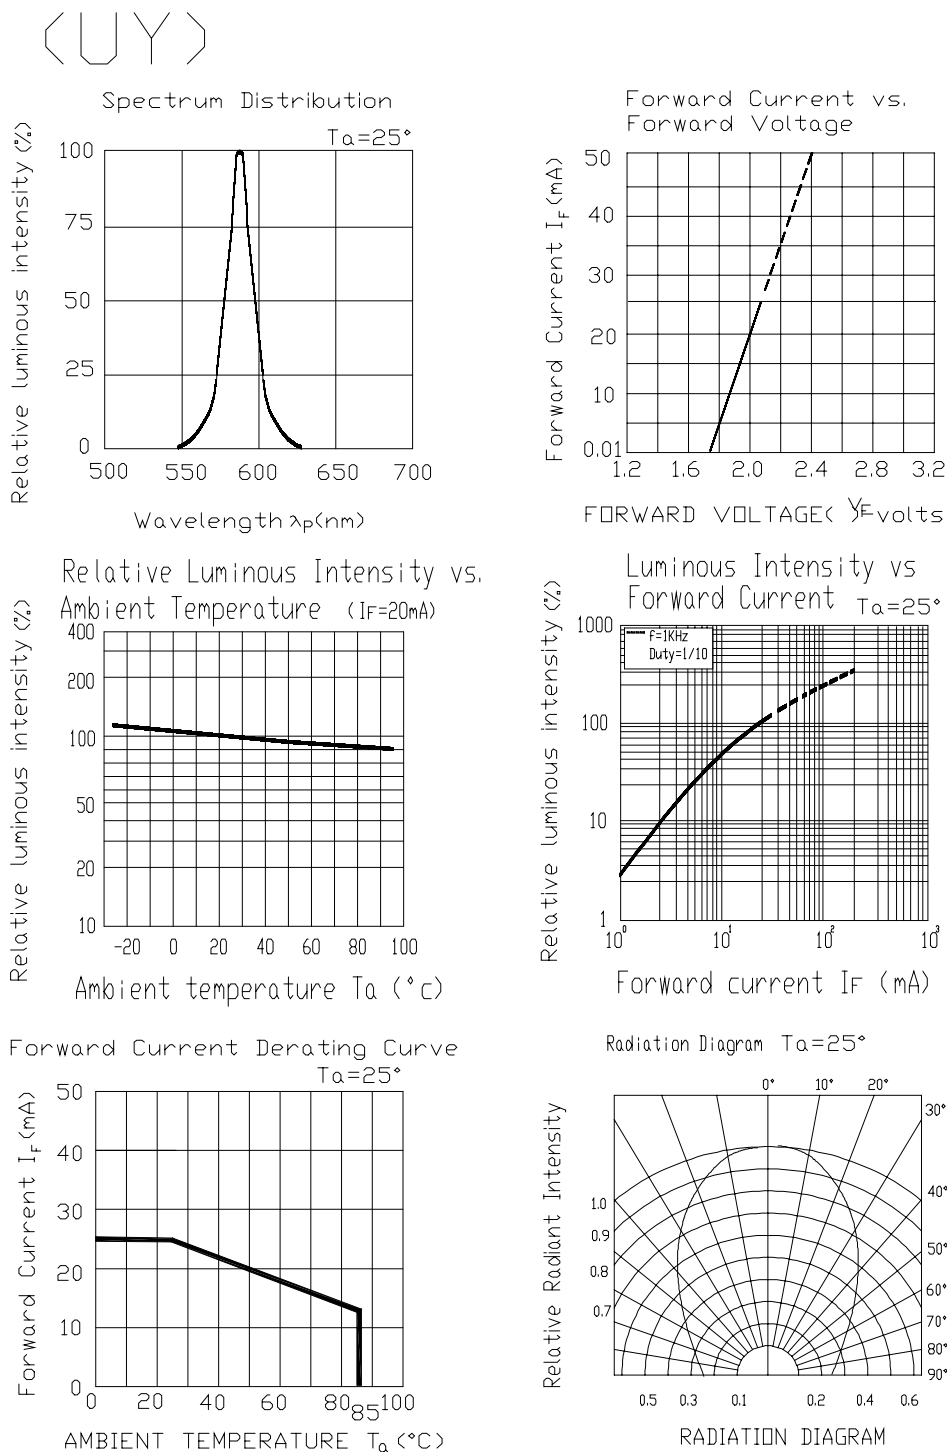 (UY)
Spectrum Distribution
Ta=25°
Relative luminous intensity (%)
100
75
50
25
0
500 550 600 650 700
Wavelength λp(nm)
Forward Current vs.
Forward Voltage
Forward Current IF (mA)
50
40
30
20
10
0.01
1.2 1.6 2.0 2.4 2.8 3.2
FORWARD VOLTAGE( VF )-volts
Relative Luminous Intensity vs.
Ambient Temperature (IF=20mA)
Relative luminous intensity (%)
400
200
100
50
20
10
-20 0 20 40 60 80 100
Ambient temperature Ta (°c)
Luminous Intensity vs
Forward Current Ta=25°
Relative luminous intensity (%)
1000
100
10
1
f=1KHz
Duty=1/10
10⁰ 10¹ 10² 10³
Forward current IF (mA)
Forward Current Derating Curve
Ta=25°
Forward Current IF (mA)
50
40
30
20
10
0
0 20 40 60 80 85 100
AMBIENT TEMPERATURE Ta (°C)
Radiation Diagram Ta=25°
Relative Radiant Intensity
0° 10° 20°
30°
40°
50°
60°
70°
80°
90°
1.0
0.9
0.8
0.7
0.5 0.3 0.1 0.2 0.4 0.6
RADIATION DIAGRAM